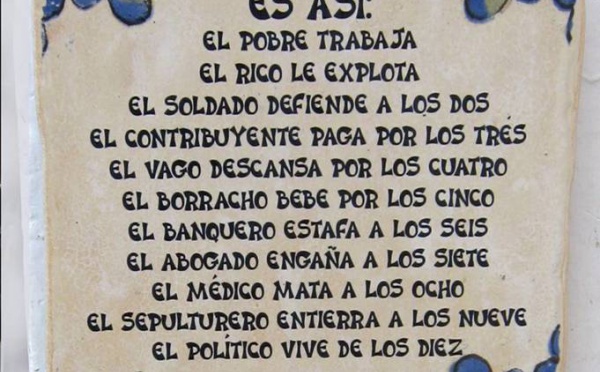 ES ASÍ:
EL POBRE TRABAJA
EL RICO LE EXPLOTA
EL SOLDADO DEFIENDE A LOS DOS
EL CONTRIBUYENTE PAGA POR LOS TRES
EL VAGO DESCANSA POR LOS CUATRO
EL BORRACHO BEBE POR LOS CINCO
EL BANQUERO ESTAFA A LOS SEIS
EL ABOGADO ENGAÑA A LOS SIETE
EL MÉDICO MATA A LOS OCHO
EL SEPULTURERO ENTIERRA A LOS NUEVE
EL POLÍTICO VIVE DE LOS DIEZ